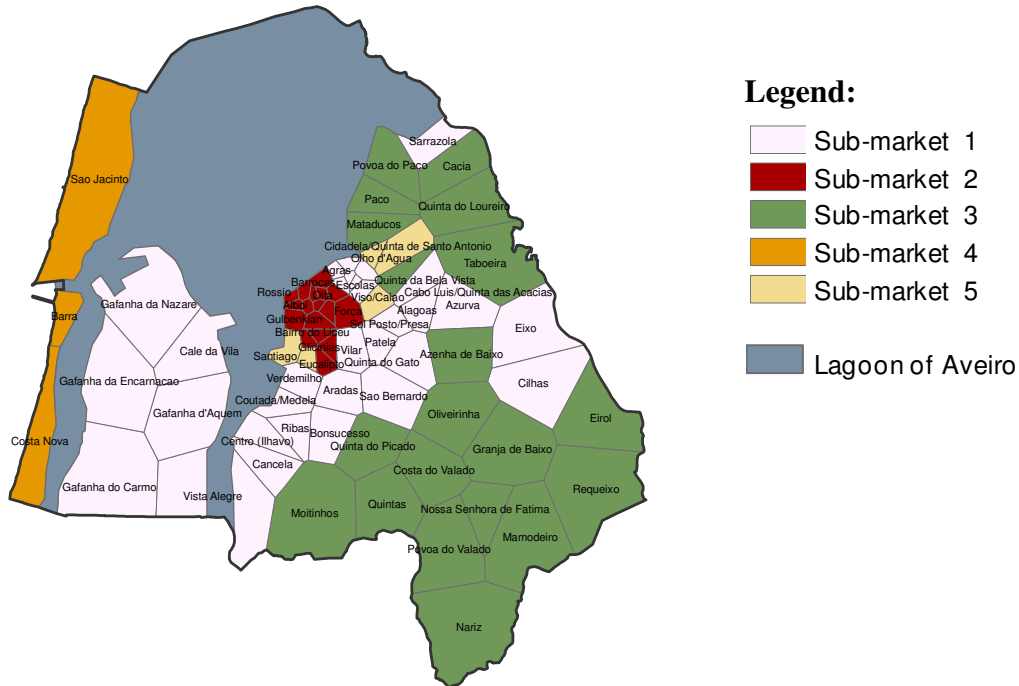 Legend:
Sub-market 1
Sub-market 2
Sub-market 3
Sub-market 4
Sub-market 5
Lagoon of Aveiro
Sarrazola
Povoa do Paco
Cacia
Sao Jacinto
Paco
Quinta do Loureiro
Mataducos
Cidadela/Quinta de Santo Antonio
Olho d'Agua
Taboeira
Agras
Barrocas
Escolas
Quinta da Bela Vista
Rossio
Dita
Viso/Caiao
Cabo Luis/Quinta das Acacias
Gafanha da Nazare
Alboi
Forca
Alagoas
Azurva
Barra
Gulbenkian
Sol Posto/Presa
Eixo
Bairro do Liceu
Patela
Cale da Vila
Glicinias
Vilar
Azenha de Baixo
Santiago
Eucalipto
Quinta do Gato
Gafanha da Encarnacao
Verdemilho
Cilhas
Aradas
Sao Bernardo
Coutada/Medela
Gafanha d'Aquem
Oliveirinha
Eirol
Ribas
Costa Nova
Centro (Ilhavo)
Bonsucesso
Quinta do Picado
Granja de Baixo
Cancela
Costa do Valado
Gafanha do Carmo
Vista Alegre
Requeixo
Moitinhos
Quintas
Nossa Senhora de Fatima
Mamodeiro
Povoa do Valado
Nariz